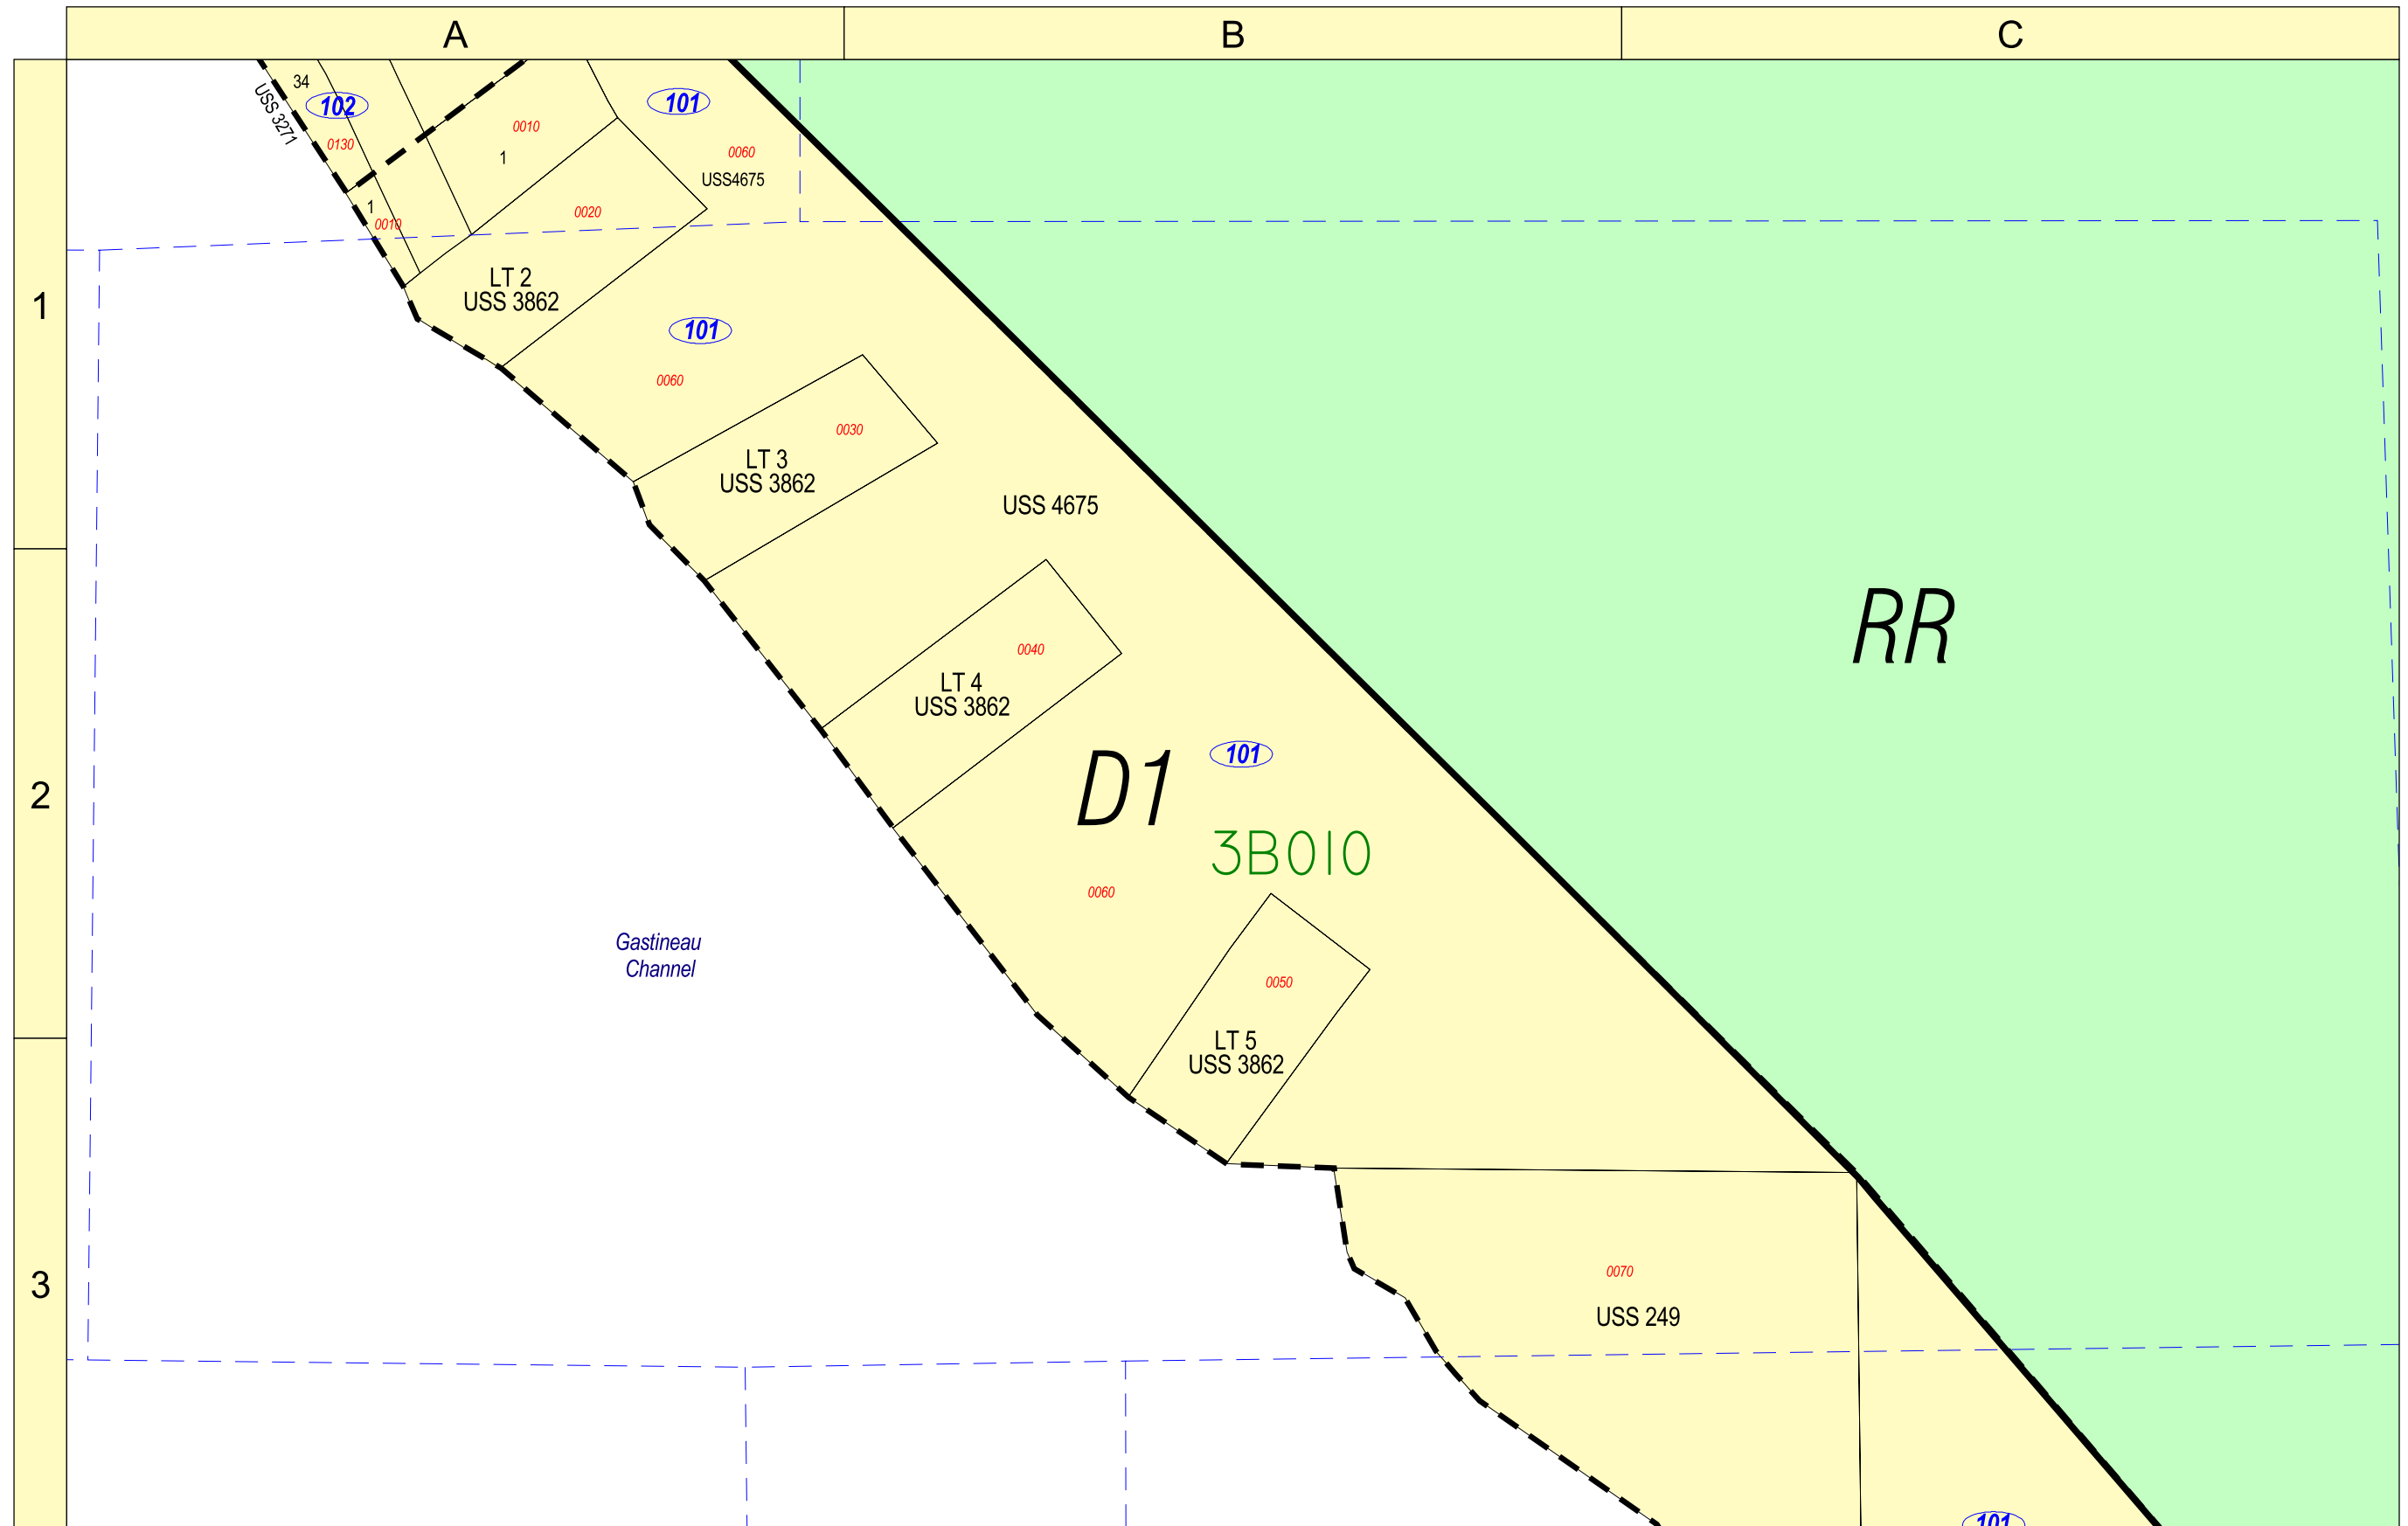 A
B
C
1
2
3
34
102
USS 3271
0130
1
0010
0010
1
101
0060
USS4675
0020
LT 2
USS 3862
101
0060
0030
LT 3
USS 3862
USS 4675
0040
LT 4
USS 3862
RR
D1
101
3B010
0060
Gastineau
Channel
0050
LT 5
USS 3862
0070
USS 249
101